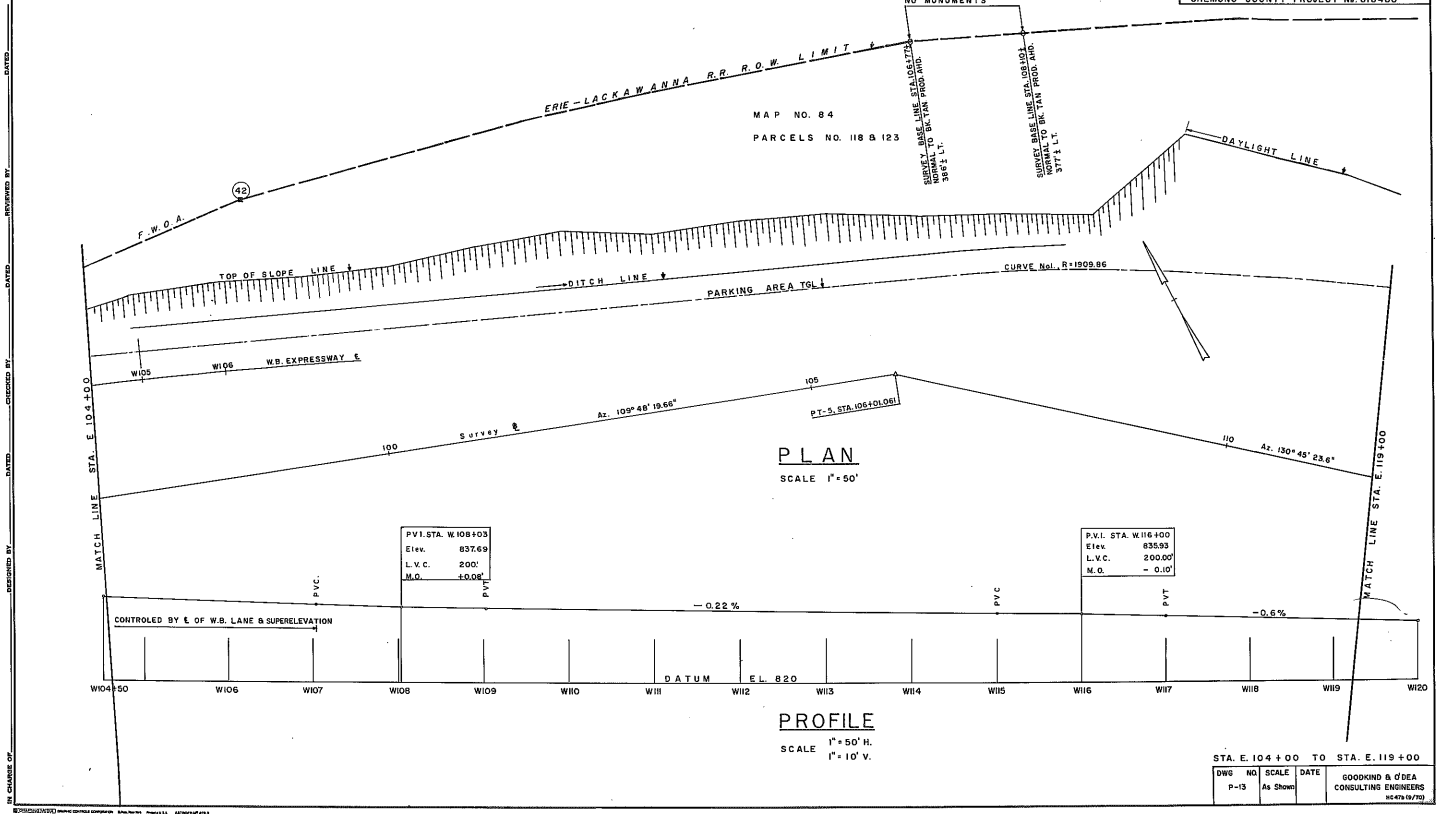 NO MONUMENTS
CHEMUNG COUNTY PROJECT No. 618486
ERIE-LACKAWANNA R.R. R.O.W. LIMIT
MAP NO. 84
PARCELS NO. 118 & 123
SURVEY BASE LINE STA. 106+77±
NORMAL TO BK. TAN PROD. AHD.
386'± LT.
SURVEY BASE LINE STA. 108+10±
NORMAL TO BK. TAN PROD. AHD.
377'± LT.
DAYLIGHT LINE
42
F.W.O.A.
TOP OF SLOPE LINE
DITCH LINE
CURVE No1., R=1909.86
PARKING AREA TGL
W105
W106
W.B. EXPRESSWAY ℄
105
Az. 109° 48' 19.66"
PT-5, STA. 106+01.061
Survey
100
110
Az. 130° 45' 23.6"
PLAN
SCALE 1" = 50'
MATCH LINE STA. E 104+00
MATCH LINE STA. E. 119+00
PVI. STA. W. 108+03
Elev. 837.69
L.V.C. 200.'
M.O. +0.08'
P.V.I. STA. W. 116+00
Elev. 835.93
L.V.C. 200.00'
M.O. - 0.10'
PVC.
PVT
PVC
PVT
-0.22 %
-0.6 %
CONTROLED BY ℄ OF W.B. LANE & SUPERELEVATION
DATUM EL. 820
W104+50 W106 W107 W108 W109 W110 W111 W112 W113 W114 W115 W116 W117 W118 W119 W120
PROFILE
SCALE 1" = 50' H.
1" = 10' V.
STA. E. 104+00 TO STA. E. 119+00
DWG NO. SCALE DATE
P-13 As Shown
GOODKIND & O'DEA
CONSULTING ENGINEERS
HC47b (9/70)
IN CHARGE OF DESIGNED BY DATED CHECKED BY DATED REVIEWED BY DATED